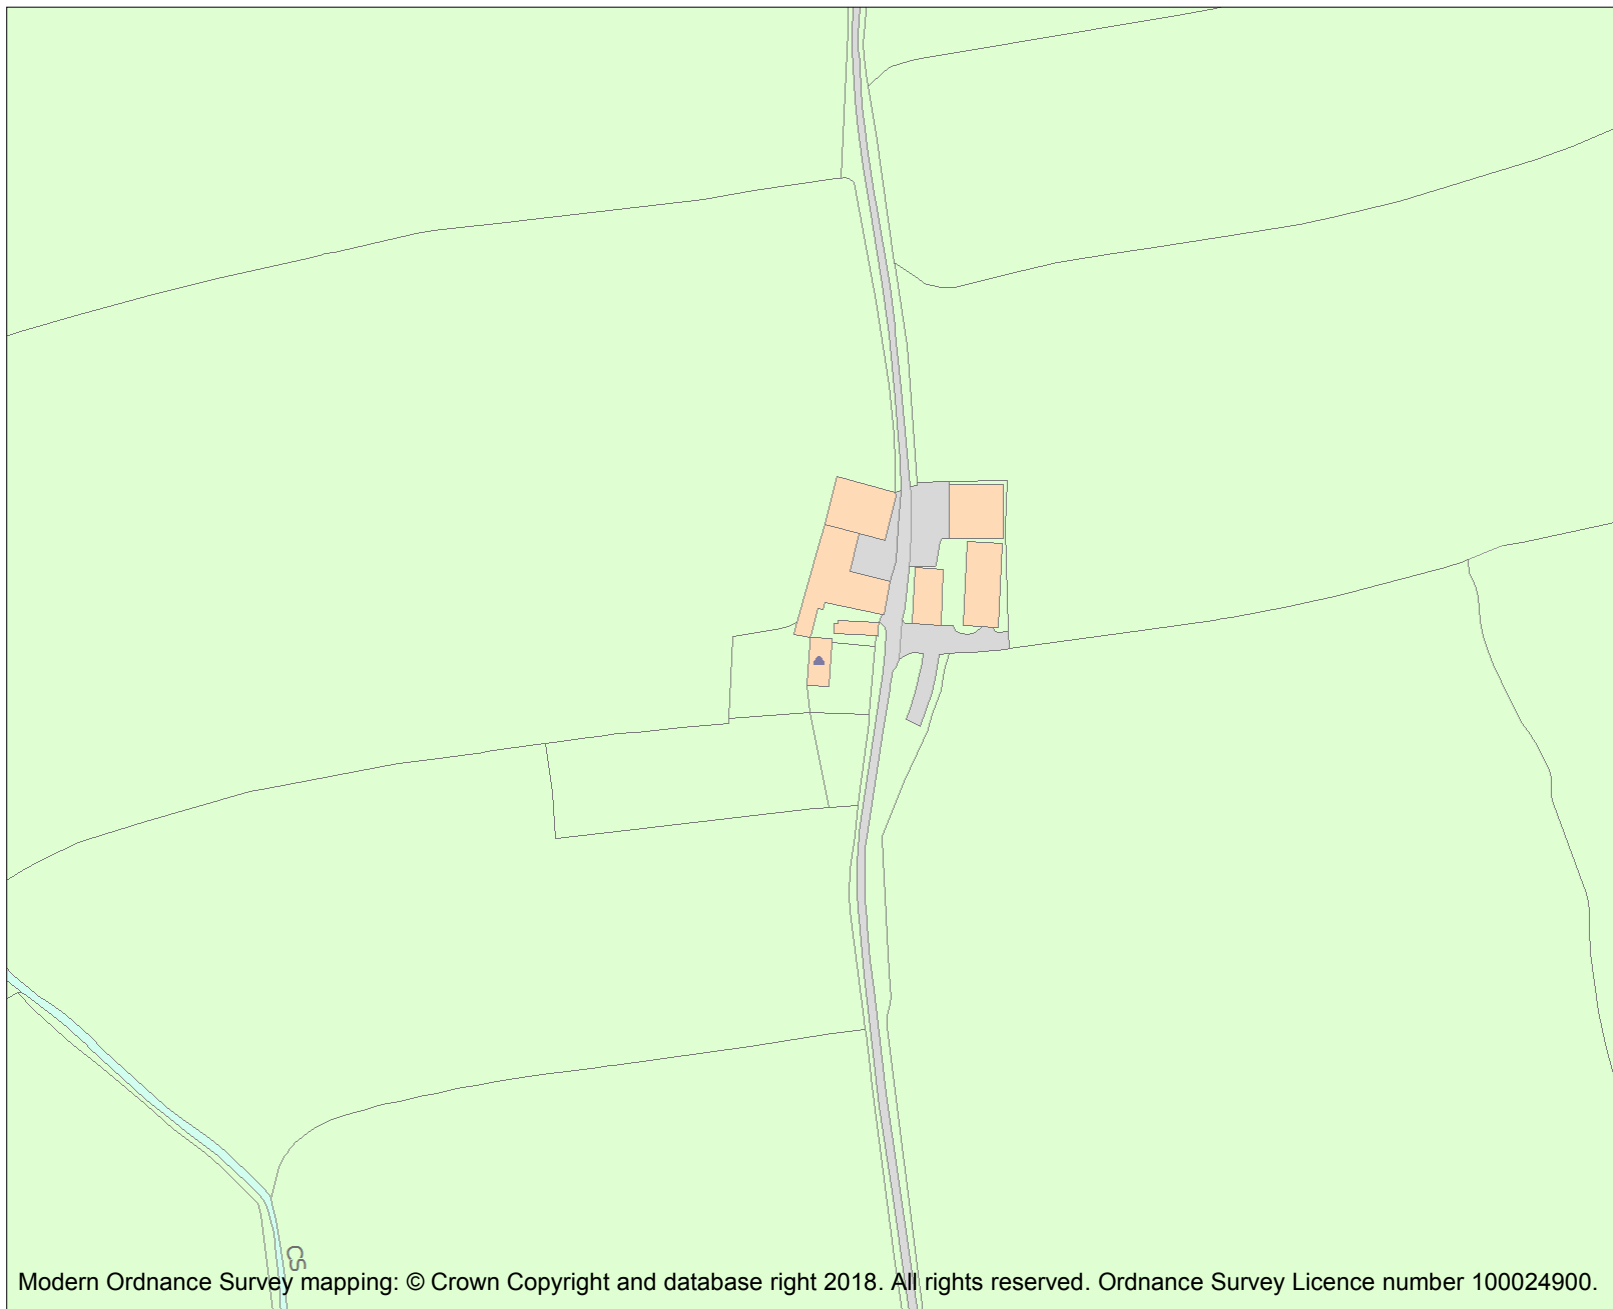 CS
Modern Ordnance Survey mapping: © Crown Copyright and database right 2018. All rights reserved. Ordnance Survey Licence number 100024900.